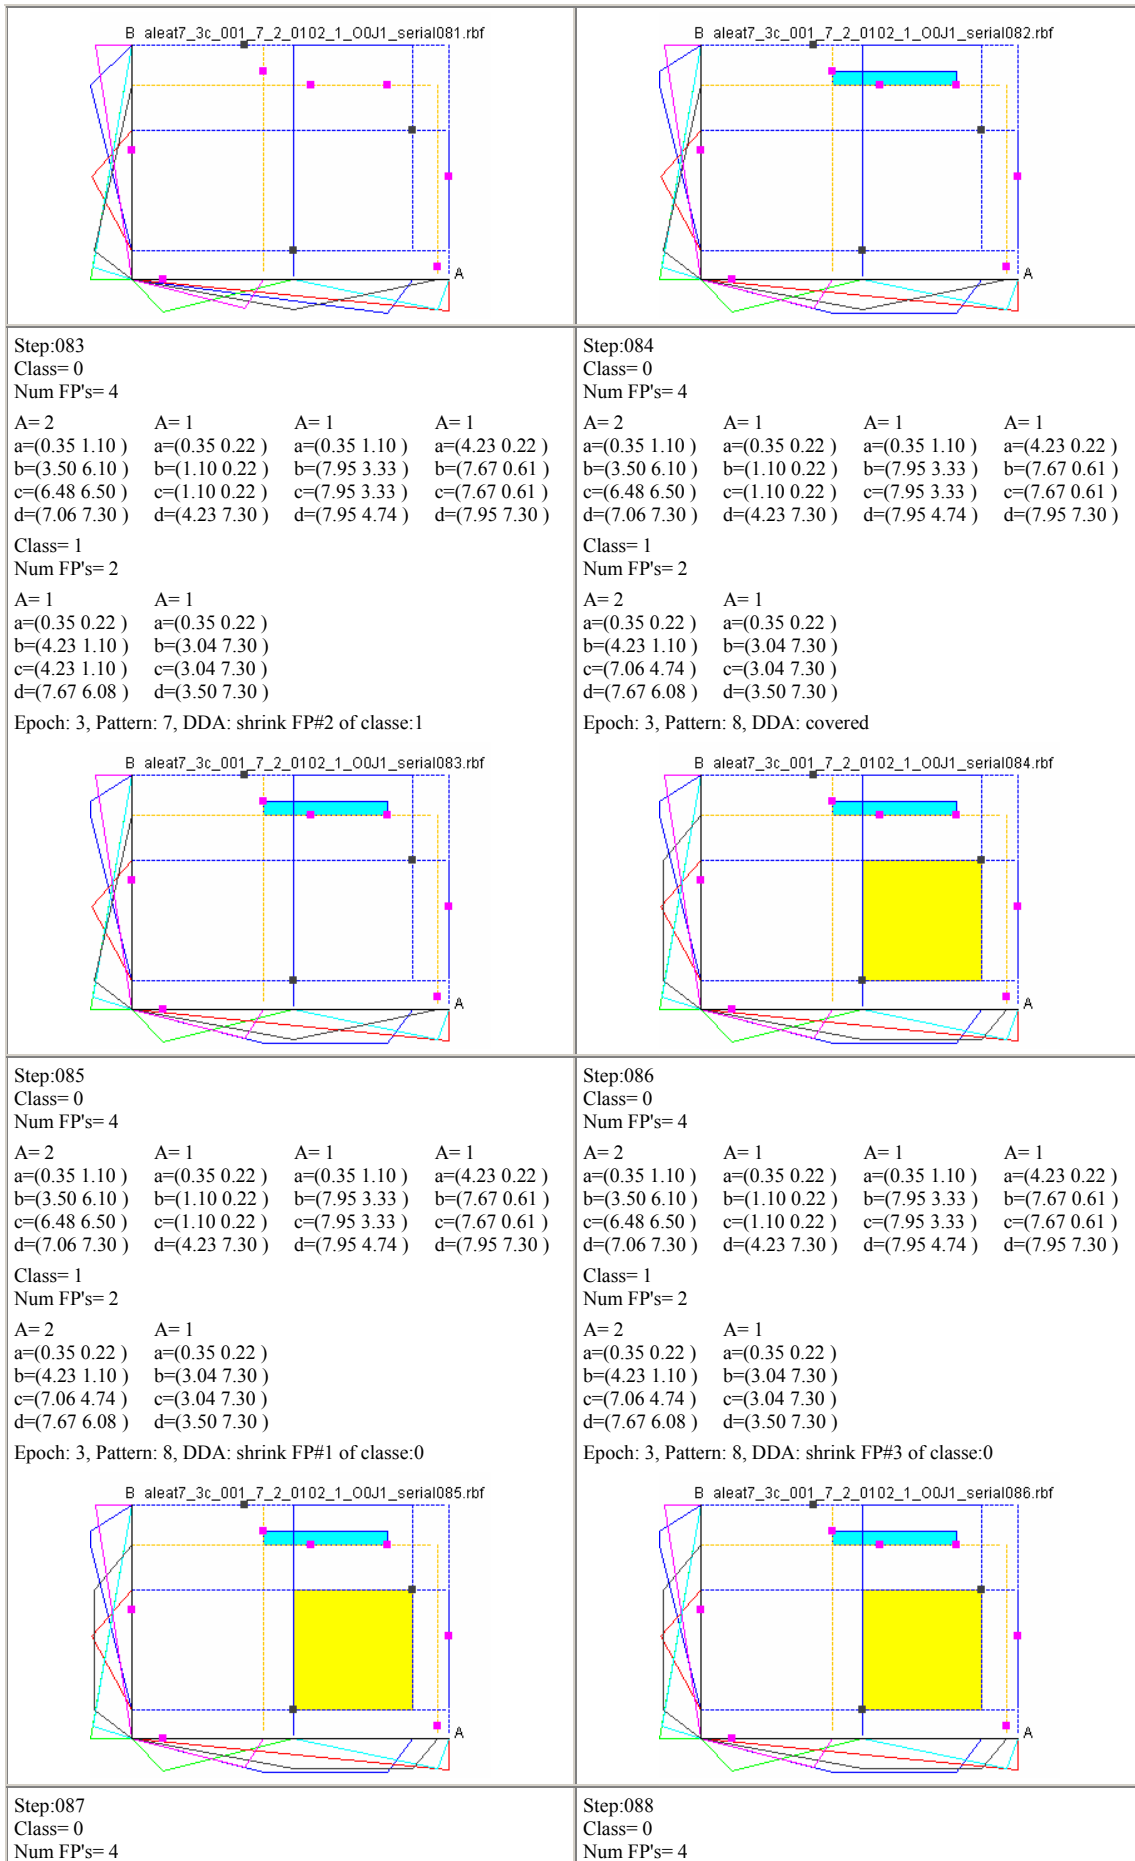 B aleat7_3c_001_7_2_0102_1_O0J1_serial081.rbf
A
B aleat7_3c_001_7_2_0102_1_O0J1_serial082.rbf
A
Step:083
Class= 0
Num FP's= 4
A= 2 A= 1 A= 1 A= 1
a=(0.35 1.10 ) a=(0.35 0.22 ) a=(0.35 1.10 ) a=(4.23 0.22 )
b=(3.50 6.10 ) b=(1.10 0.22 ) b=(7.95 3.33 ) b=(7.67 0.61 )
c=(6.48 6.50 ) c=(1.10 0.22 ) c=(7.95 3.33 ) c=(7.67 0.61 )
d=(7.06 7.30 ) d=(4.23 7.30 ) d=(7.95 4.74 ) d=(7.95 7.30 )
Class= 1
Num FP's= 2
A= 1 A= 1
a=(0.35 0.22 ) a=(0.35 0.22 )
b=(4.23 1.10 ) b=(3.04 7.30 )
c=(4.23 1.10 ) c=(3.04 7.30 )
d=(7.67 6.08 ) d=(3.50 7.30 )
Epoch: 3, Pattern: 7, DDA: shrink FP#2 of classe:1
B aleat7_3c_001_7_2_0102_1_O0J1_serial083.rbf
A
Step:084
Class= 0
Num FP's= 4
A= 2 A= 1 A= 1 A= 1
a=(0.35 1.10 ) a=(0.35 0.22 ) a=(0.35 1.10 ) a=(4.23 0.22 )
b=(3.50 6.10 ) b=(1.10 0.22 ) b=(7.95 3.33 ) b=(7.67 0.61 )
c=(6.48 6.50 ) c=(1.10 0.22 ) c=(7.95 3.33 ) c=(7.67 0.61 )
d=(7.06 7.30 ) d=(4.23 7.30 ) d=(7.95 4.74 ) d=(7.95 7.30 )
Class= 1
Num FP's= 2
A= 2 A= 1
a=(0.35 0.22 ) a=(0.35 0.22 )
b=(4.23 1.10 ) b=(3.04 7.30 )
c=(7.06 4.74 ) c=(3.04 7.30 )
d=(7.67 6.08 ) d=(3.50 7.30 )
Epoch: 3, Pattern: 8, DDA: covered
B aleat7_3c_001_7_2_0102_1_O0J1_serial084.rbf
A
Step:085
Class= 0
Num FP's= 4
A= 2 A= 1 A= 1 A= 1
a=(0.35 1.10 ) a=(0.35 0.22 ) a=(0.35 1.10 ) a=(4.23 0.22 )
b=(3.50 6.10 ) b=(1.10 0.22 ) b=(7.95 3.33 ) b=(7.67 0.61 )
c=(6.48 6.50 ) c=(1.10 0.22 ) c=(7.95 3.33 ) c=(7.67 0.61 )
d=(7.06 7.30 ) d=(4.23 7.30 ) d=(7.95 4.74 ) d=(7.95 7.30 )
Class= 1
Num FP's= 2
A= 2 A= 1
a=(0.35 0.22 ) a=(0.35 0.22 )
b=(4.23 1.10 ) b=(3.04 7.30 )
c=(7.06 4.74 ) c=(3.04 7.30 )
d=(7.67 6.08 ) d=(3.50 7.30 )
Epoch: 3, Pattern: 8, DDA: shrink FP#1 of classe:0
B aleat7_3c_001_7_2_0102_1_O0J1_serial085.rbf
A
Step:086
Class= 0
Num FP's= 4
A= 2 A= 1 A= 1 A= 1
a=(0.35 1.10 ) a=(0.35 0.22 ) a=(0.35 1.10 ) a=(4.23 0.22 )
b=(3.50 6.10 ) b=(1.10 0.22 ) b=(7.95 3.33 ) b=(7.67 0.61 )
c=(6.48 6.50 ) c=(1.10 0.22 ) c=(7.95 3.33 ) c=(7.67 0.61 )
d=(7.06 7.30 ) d=(4.23 7.30 ) d=(7.95 4.74 ) d=(7.95 7.30 )
Class= 1
Num FP's= 2
A= 2 A= 1
a=(0.35 0.22 ) a=(0.35 0.22 )
b=(4.23 1.10 ) b=(3.04 7.30 )
c=(7.06 4.74 ) c=(3.04 7.30 )
d=(7.67 6.08 ) d=(3.50 7.30 )
Epoch: 3, Pattern: 8, DDA: shrink FP#3 of classe:0
B aleat7_3c_001_7_2_0102_1_O0J1_serial086.rbf
A
Step:087
Class= 0
Num FP's= 4
Step:088
Class= 0
Num FP's= 4